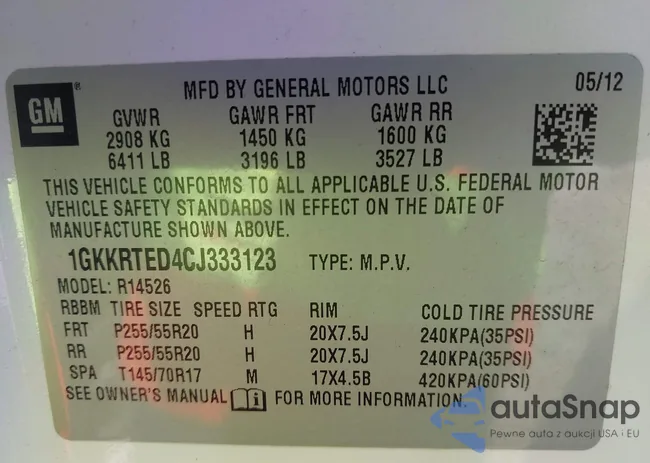 GM ®
MFD BY GENERAL MOTORS LLC 05/12
GVWR GAWR FRT GAWR RR
2908 KG 1450 KG 1600 KG
6411 LB 3196 LB 3527 LB
THIS VEHICLE CONFORMS TO ALL APPLICABLE U.S. FEDERAL MOTOR
VEHICLE SAFETY STANDARDS IN EFFECT ON THE DATE OF
MANUFACTURE SHOWN ABOVE.
1GKKRTED4CJ333123 TYPE: M.P.V.
MODEL: R14526
RBBM TIRE SIZE SPEED RTG RIM COLD TIRE PRESSURE
FRT P255/55R20 H 20X7.5J 240KPA(35PSI)
RR P255/55R20 H 20X7.5J 240KPA(35PSI)
SPA T145/70R17 M 17X4.5B 420KPA(60PSI)
SEE OWNER'S MANUAL i FOR MORE INFORMATION.
autaSnap
Pewne auta z aukcji USA i EU